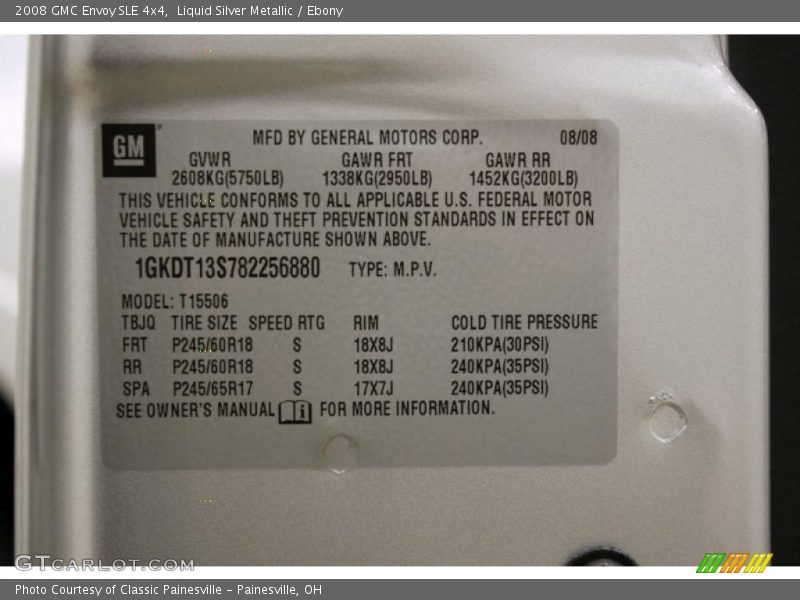 2008 GMC Envoy SLE 4x4,  Liquid Silver Metallic / Ebony
GM
MFD BY GENERAL MOTORS CORP. 08/08
GVWR GAWR FRT GAWR RR
2608KG(5750LB) 1338KG(2950LB) 1452KG(3200LB)
THIS VEHICLE CONFORMS TO ALL APPLICABLE U.S. FEDERAL MOTOR
VEHICLE SAFETY AND THEFT PREVENTION STANDARDS IN EFFECT ON
THE DATE OF MANUFACTURE SHOWN ABOVE.
1GKDT13S782256880 TYPE: M.P.V.
MODEL: T15506
TBJQ TIRE SIZE SPEED RTG RIM COLD TIRE PRESSURE
FRT P245/60R18 S 18X8J 210KPA(30PSI)
RR P245/60R18 S 18X8J 240KPA(35PSI)
SPA P245/65R17 S 17X7J 240KPA(35PSI)
SEE OWNER'S MANUAL i FOR MORE INFORMATION.
GTCARLOT.COM
Photo Courtesy of Classic Painesville – Painesville, OH